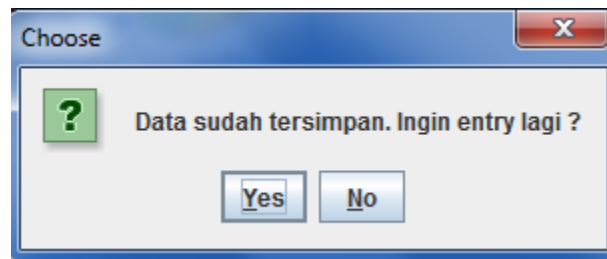 Choose
Data sudah tersimpan. Ingin entry lagi ?
Yes No